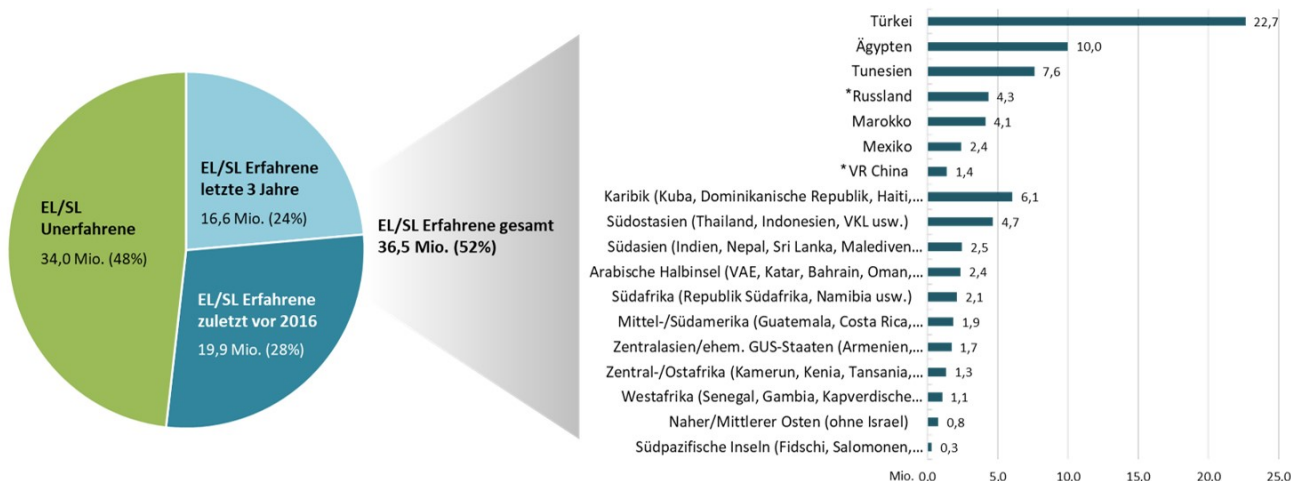 EL/SL
Unerfahrene
34,0 Mio. (48%)
EL/SL Erfahrene
letzte 3 Jahre
16,6 Mio. (24%)
EL/SL Erfahrene
zuletzt vor 2016
19,9 Mio. (28%)
EL/SL Erfahrene gesamt
36,5 Mio. (52%)
Türkei 22,7
Ägypten 10,0
Tunesien 7,6
*Russland 4,3
Marokko 4,1
Mexiko 2,4
*VR China 1,4
Karibik (Kuba, Dominikanische Republik, Haiti,... 6,1
Südostasien (Thailand, Indonesien, VKL usw.) 4,7
Südasien (Indien, Nepal, Sri Lanka, Malediven... 2,5
Arabische Halbinsel (VAE, Katar, Bahrain, Oman,... 2,4
Südafrika (Republik Südafrika, Namibia usw.) 2,1
Mittel-/Südamerika (Guatemala, Costa Rica,... 1,9
Zentralasien/ehem. GUS-Staaten (Armenien,... 1,7
Zentral-/Ostafrika (Kamerun, Kenia, Tansania,... 1,3
Westafrika (Senegal, Gambia, Kapverdische... 1,1
Naher/Mittlerer Osten (ohne Israel) 0,8
Südpazifische Inseln (Fidschi, Salomonen,... 0,3
Mio. 0,0 5,0 10,0 15,0 20,0 25,0